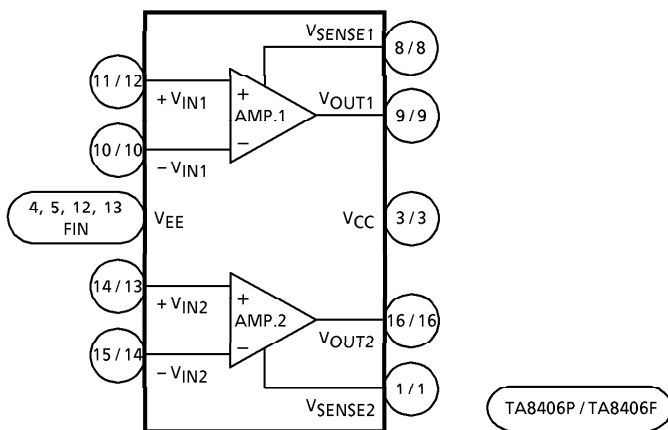 VSENSE1
8 / 8
11 / 12
+ VIN1
+
AMP.1
−
VOUT1
9 / 9
10 / 10
− VIN1
4, 5, 12, 13
FIN
VEE
VCC
3 / 3
14 / 13
+ VIN2
+
AMP.2
−
VOUT2
16 / 16
15 / 14
− VIN2
VSENSE2
1 / 1
TA8406P / TA8406F